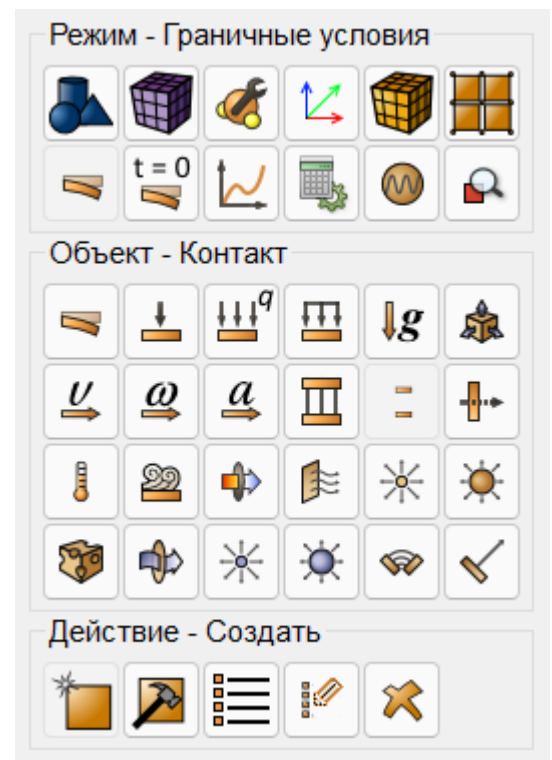 Режим - Граничные условия
t = 0
Объект - Контакт
q
g
υ ω a
Действие - Создать